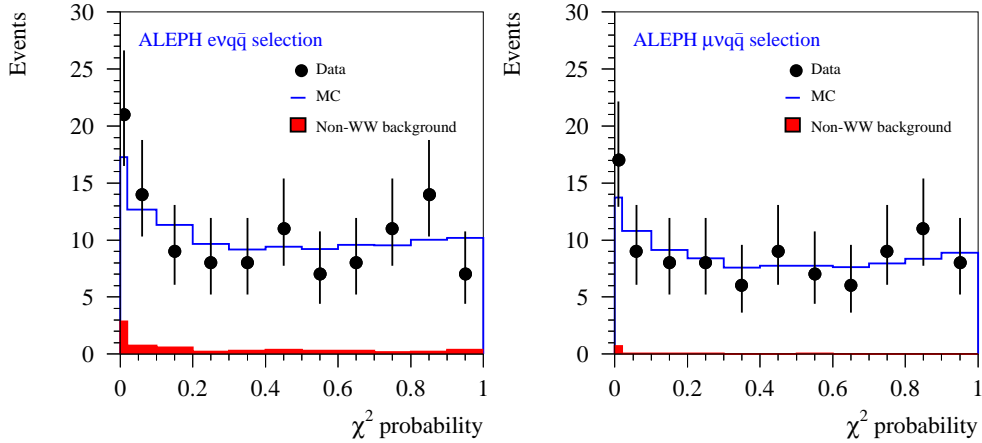 Events
30
25
20
15
10
5
0
ALEPH eνqq̄ selection
Data
MC
Non-WW background
0 0.2 0.4 0.6 0.8 1
χ² probability
Events
30
25
20
15
10
5
0
ALEPH μνqq̄ selection
Data
MC
Non-WW background
0 0.2 0.4 0.6 0.8 1
χ² probability